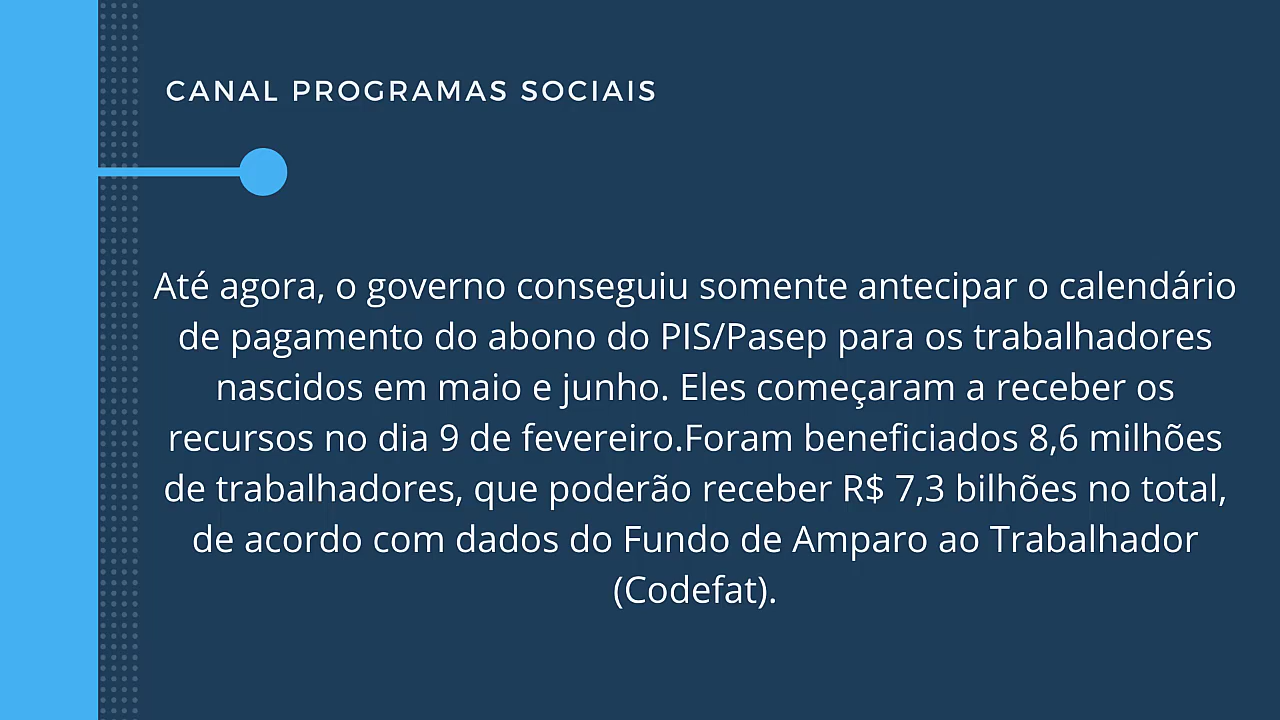 CANAL PROGRAMAS SOCIAIS
Até agora, o governo conseguiu somente antecipar o calendário
de pagamento do abono do PIS/Pasep para os trabalhadores
nascidos em maio e junho. Eles começaram a receber os
recursos no dia 9 de fevereiro.Foram beneficiados 8,6 milhões
de trabalhadores, que poderão receber R$ 7,3 bilhões no total,
de acordo com dados do Fundo de Amparo ao Trabalhador
(Codefat).